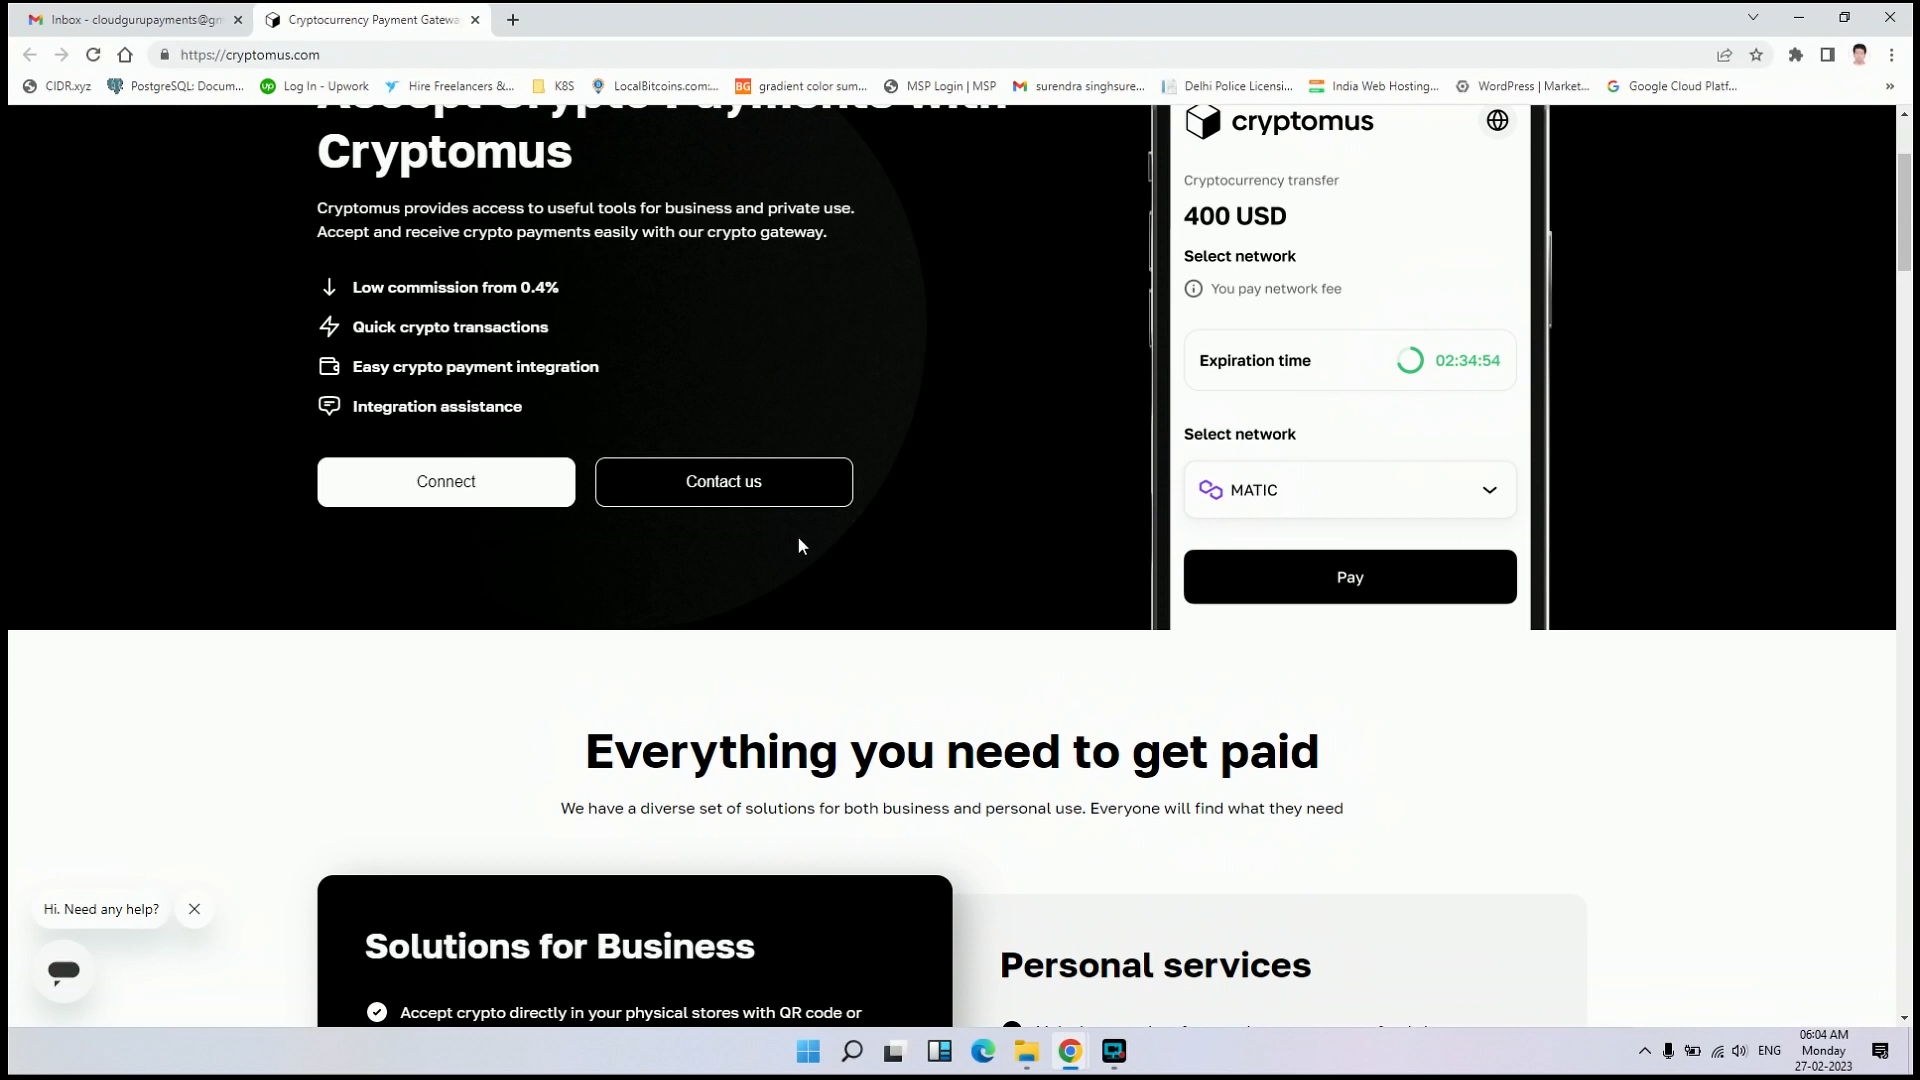 Inbox - cloudgurupayments@gm
Cryptocurrency Payment Gatewa
https://cryptomus.com
CIDR.xyz
PostgreSQL: Docum...
Log In - Upwork
Hire Freelancers &...
K8S
LocalBitcoins.com:...
BG
gradient color sum...
MSP Login | MSP
surendra singhsure...
Delhi Police Licensi...
India Web Hosting...
WordPress | Market...
Google Cloud Platf...
»
Accept Crypto Payments with
Cryptomus
Cryptomus provides access to useful tools for business and private use.
Accept and receive crypto payments easily with our crypto gateway.
Low commission from 0.4%
Quick crypto transactions
Easy crypto payment integration
Integration assistance
Connect
Contact us
cryptomus
Cryptocurrency transfer
400 USD
Select network
You pay network fee
Expiration time
02:34:54
Select network
MATIC
Pay
Everything you need to get paid
We have a diverse set of solutions for both business and personal use. Everyone will find what they need
Hi. Need any help?
Solutions for Business
Accept crypto directly in your physical stores with QR code or
Personal services
ENG
06:04 AM
Monday
27-02-2023